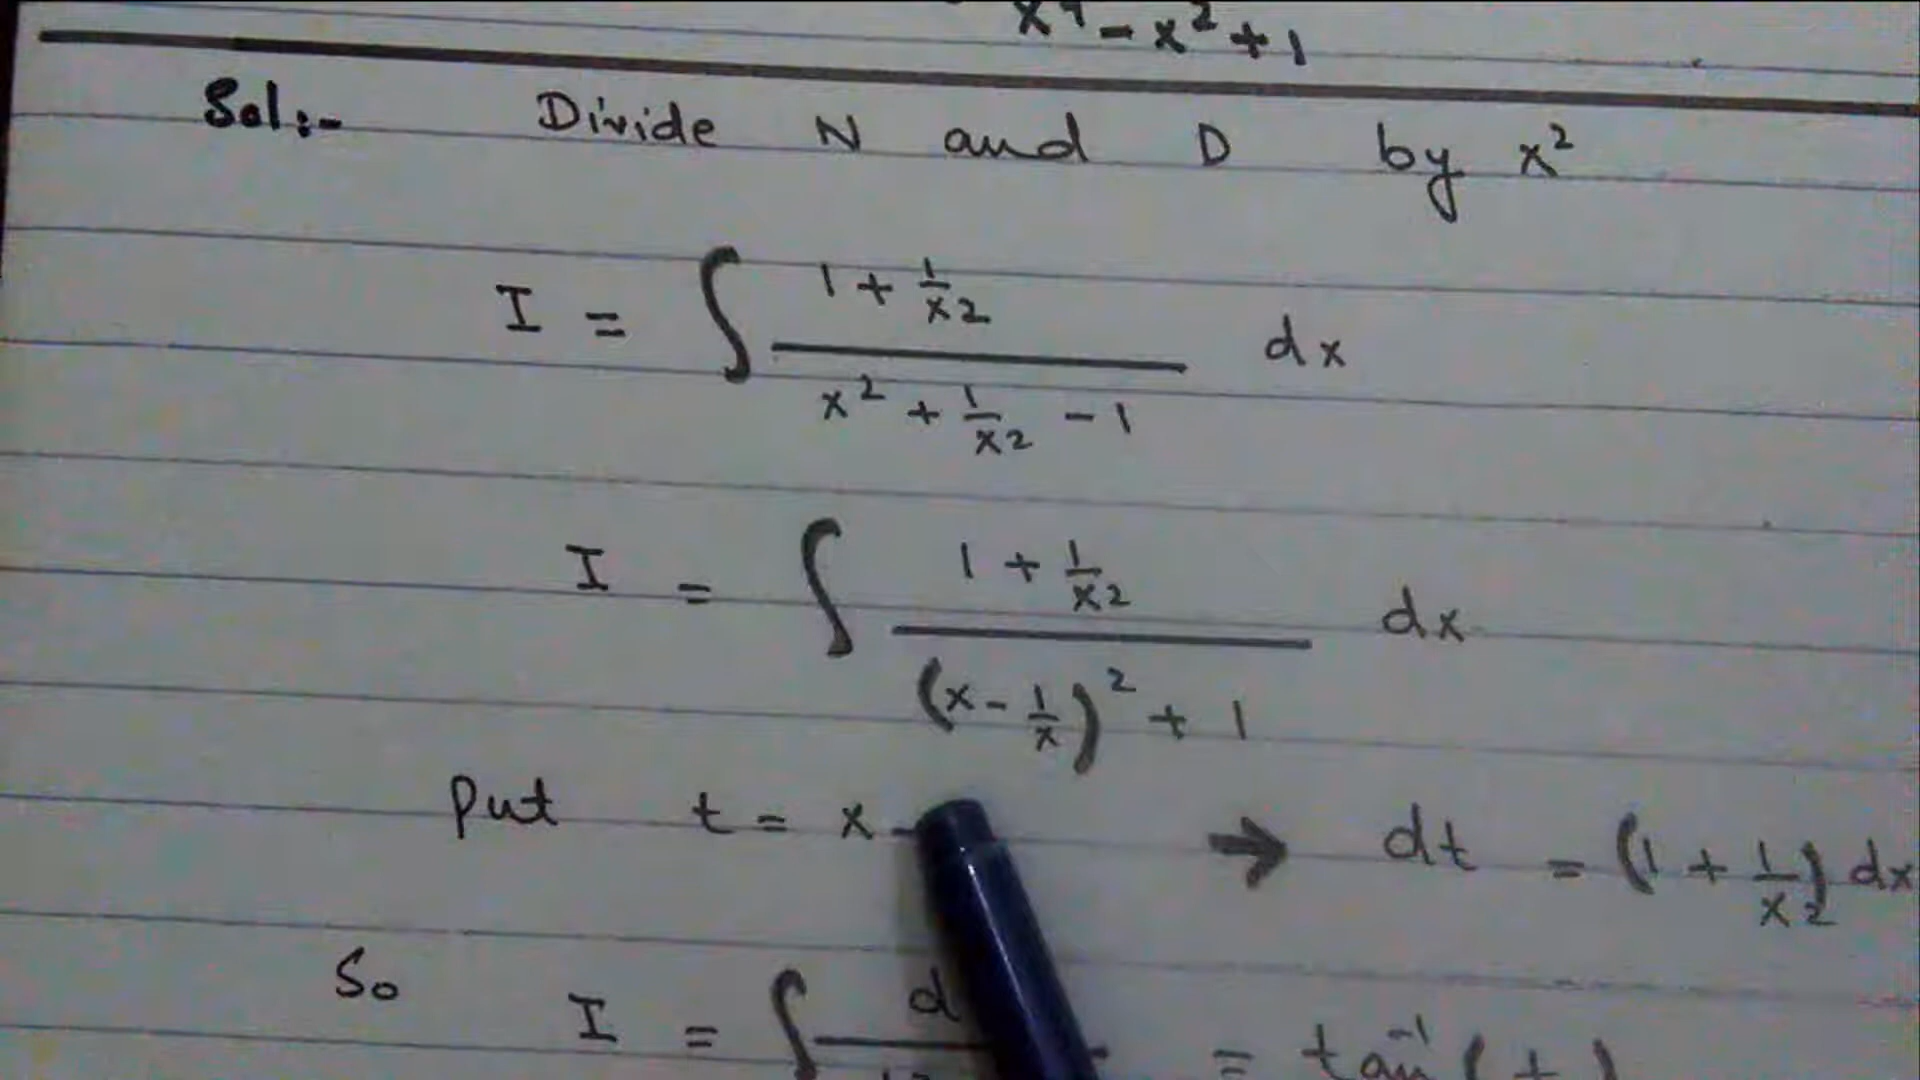 x⁴ - x² + 1
Sol:- Divide N and D by x²
I = ∫ (1 + 1/x²) / (x² + 1/x² - 1) dx
I = ∫ (1 + 1/x²) / ((x - 1/x)² + 1) dx
Put t = x - → dt = (1 + 1/x²) dx
So I = ∫ d = tan⁻¹(t)